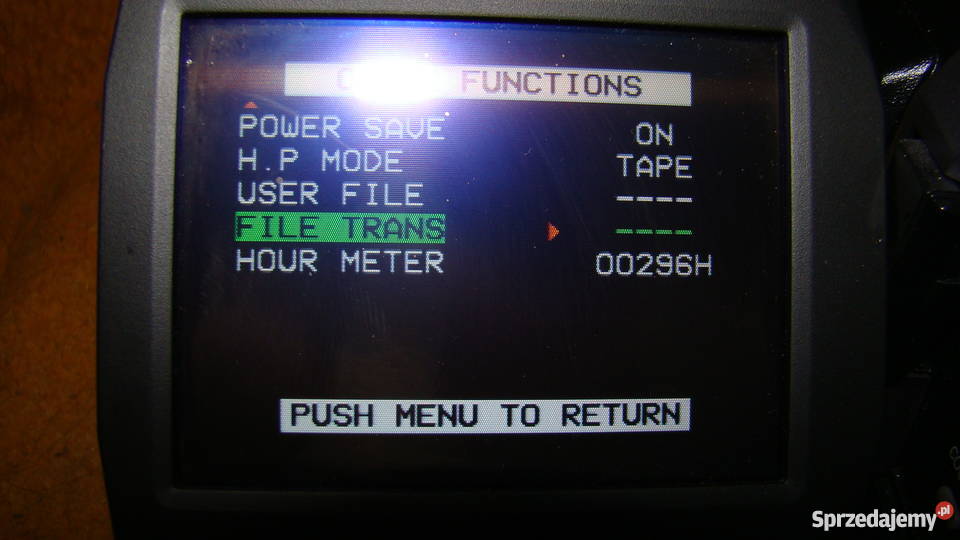 FUNCTIONS
POWER SAVE ON
H.P MODE TAPE
USER FILE ----
FILE TRANS ----
HOUR METER 00296H
PUSH MENU TO RETURN
Sprzedajemy.pl